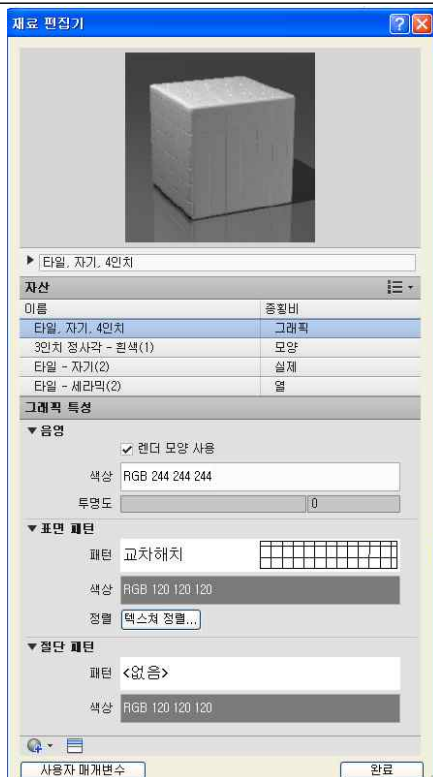 재료 편집기
타일, 자기, 4인치
자산
이름 종횡비
타일, 자기, 4인치 그래픽
3인치 정사각 - 흰색(1) 모양
타일 - 자기(2) 실제
타일 - 세라믹(2) 열
그래픽 특성
▼음영
렌더 모양 사용
색상 RGB 244 244 244
투명도 0
▼표면 패턴
패턴 교차해치
색상 RGB 120 120 120
정렬 텍스쳐 정렬...
▼절단 패턴
패턴 <없음>
색상 RGB 120 120 120
사용자 매개변수 완료